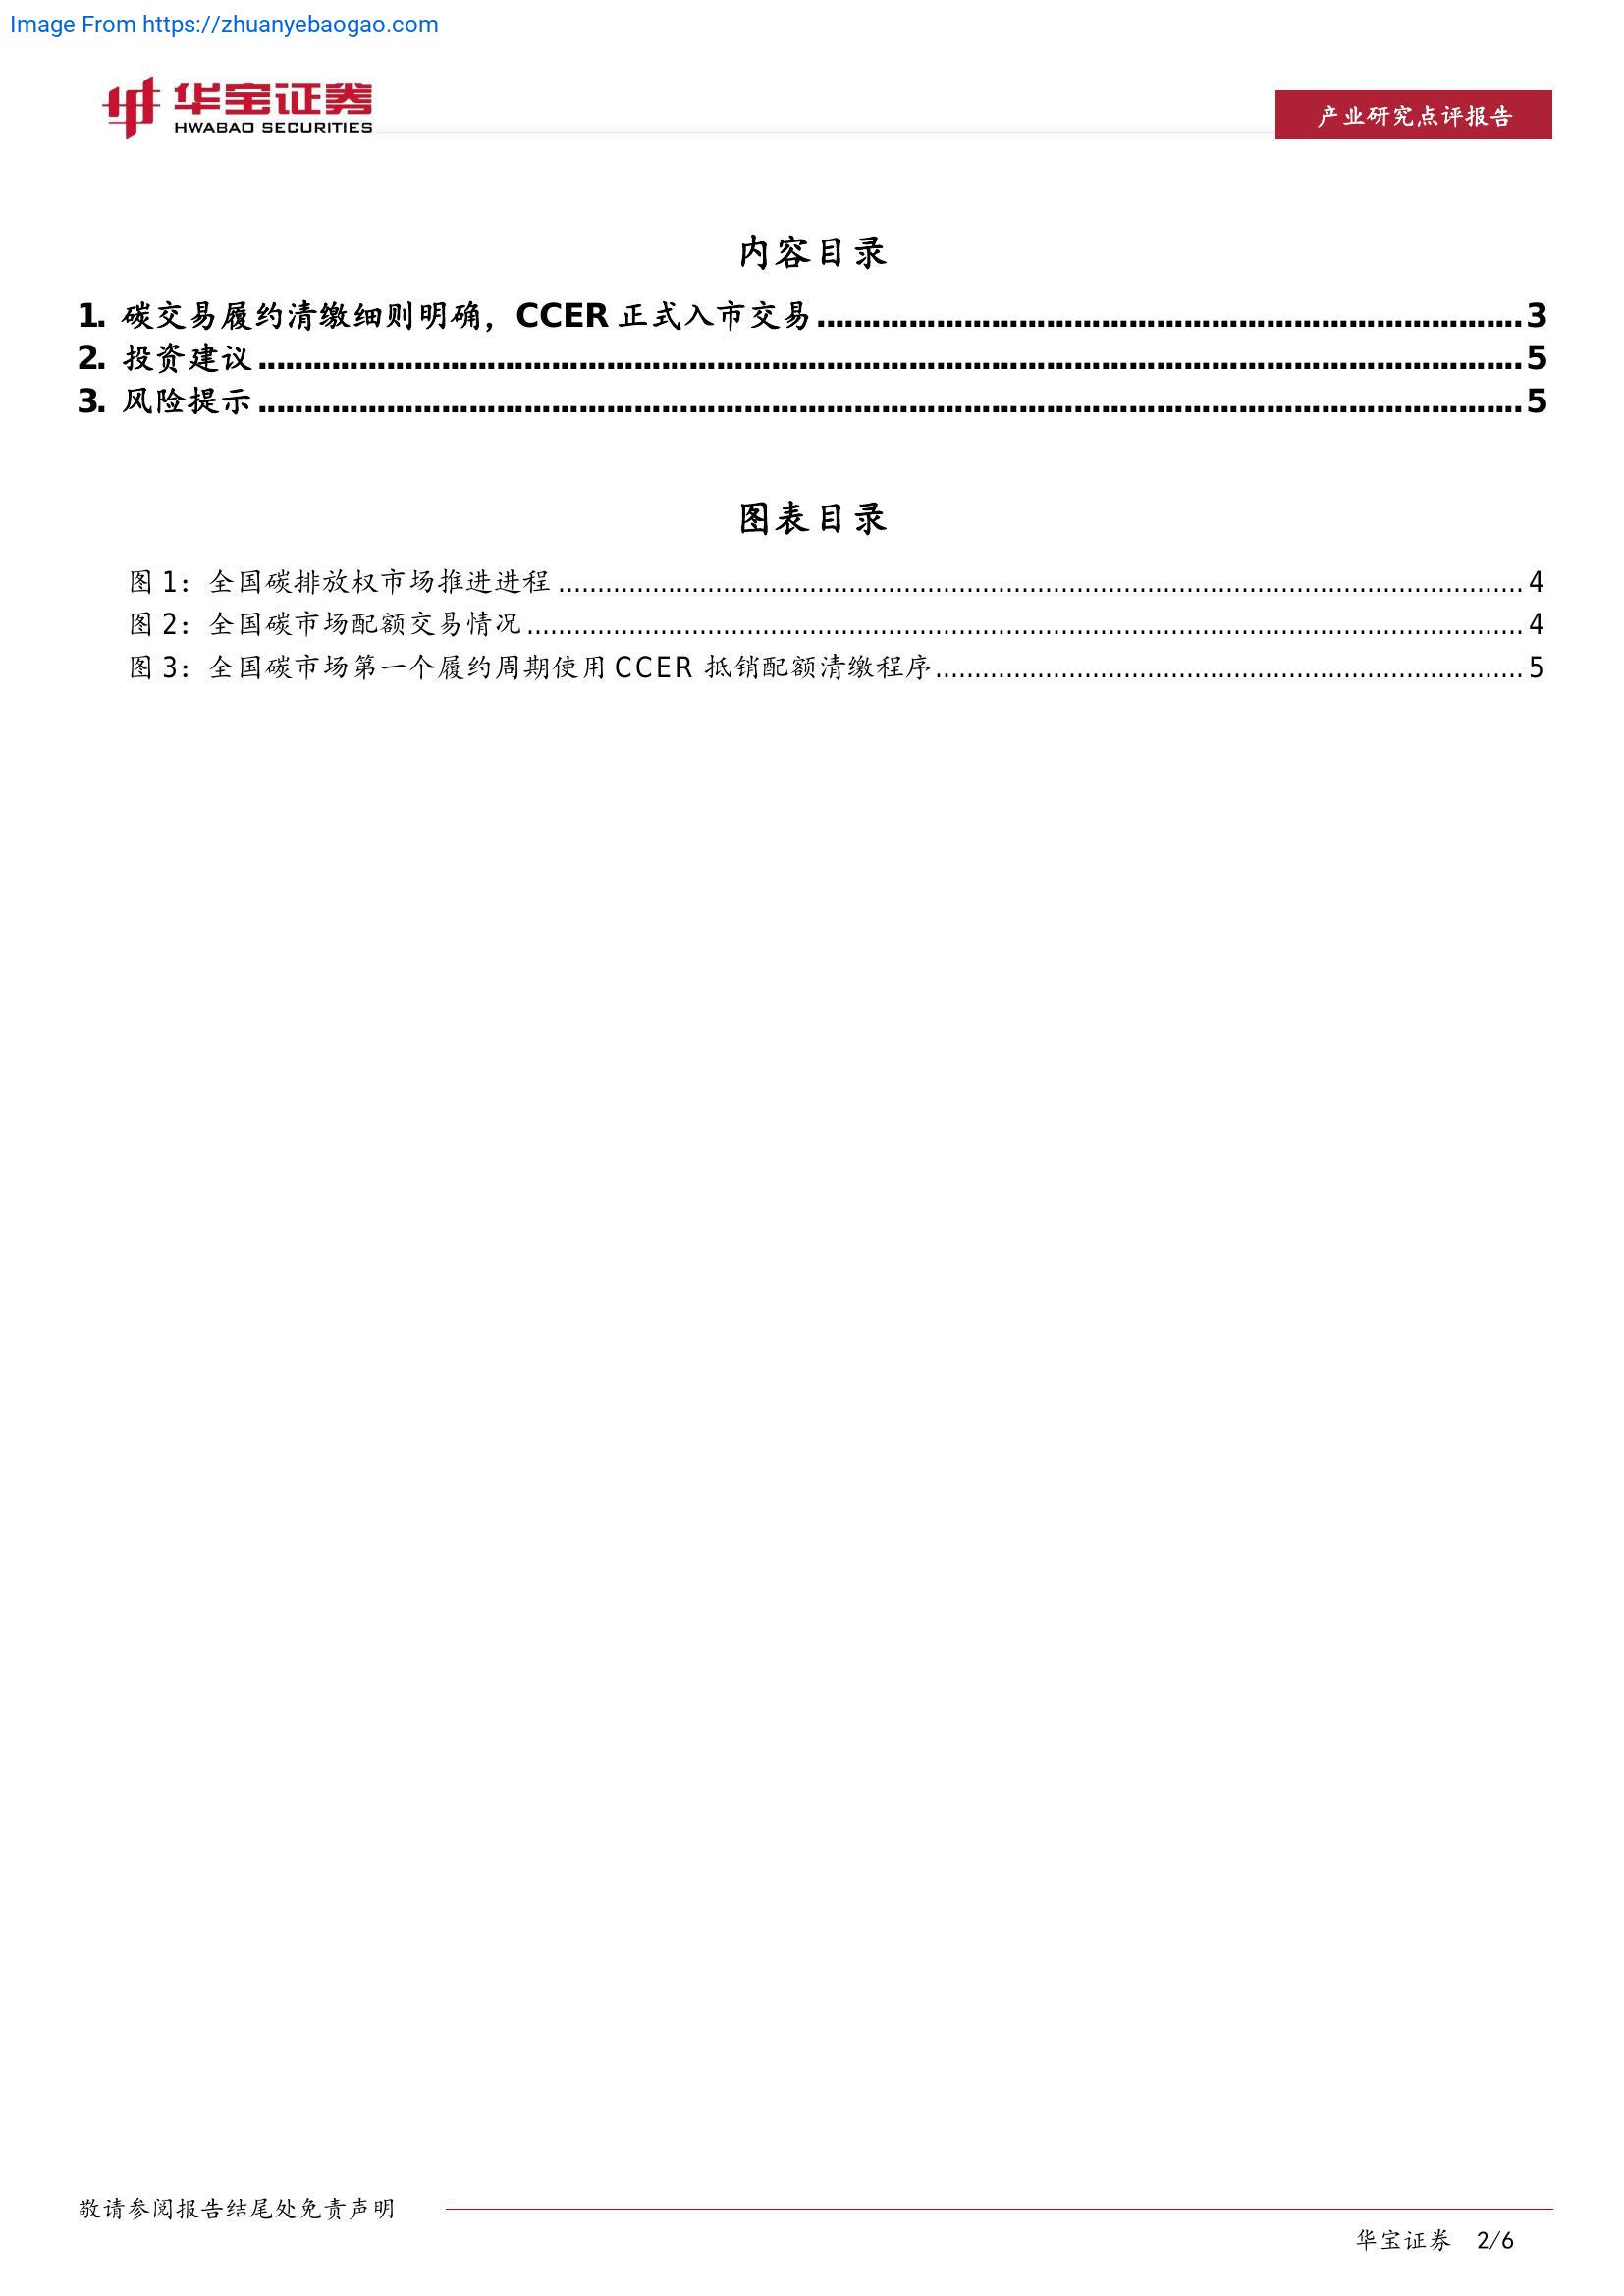 Image From https://zhuanyebaogao.com
华宝证券
HWABAO SECURITIES
产业研究点评报告
内容目录
1. 碳交易履约清缴细则明确，CCER 正式入市交易........................................3
2. 投资建议........................................5
3. 风险提示........................................5
图表目录
图 1：全国碳排放权市场推进进程........................................4
图 2：全国碳市场配额交易情况........................................4
图 3：全国碳市场第一个履约周期使用 CCER 抵销配额清缴程序........................................5
敬请参阅报告结尾处免责声明
华宝证券 2/6